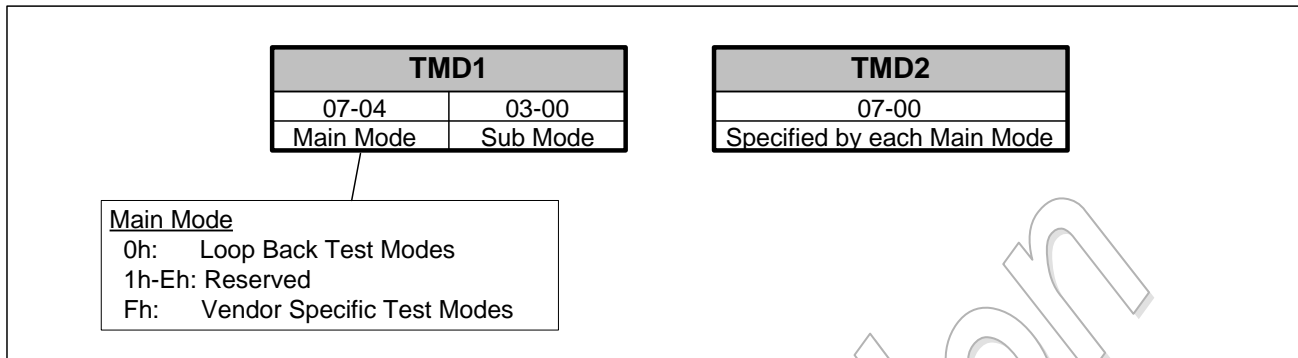 TMD1
07-04 03-00
Main Mode Sub Mode
TMD2
07-00
Specified by each Main Mode
Main Mode
0h: Loop Back Test Modes
1h-Eh: Reserved
Fh: Vendor Specific Test Modes